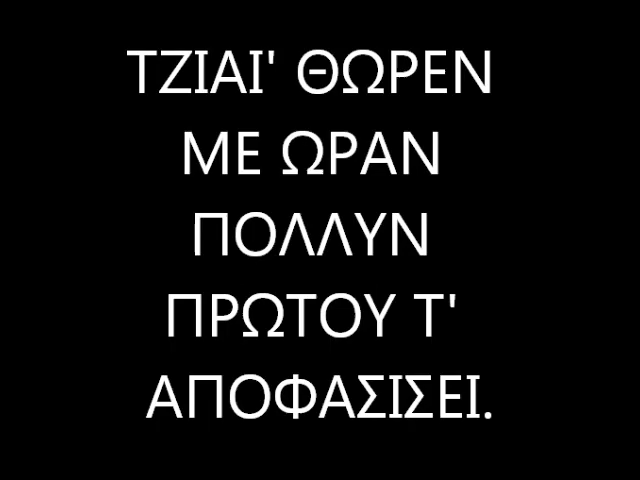 ΤΖΙΑΙ' ΘΩΡΕΝ
ΜΕ ΩΡΑΝ
ΠΟΛΛΥΝ
ΠΡΩΤΟΥ Τ'
ΑΠΟΦΑΣΙΣΕΙ.